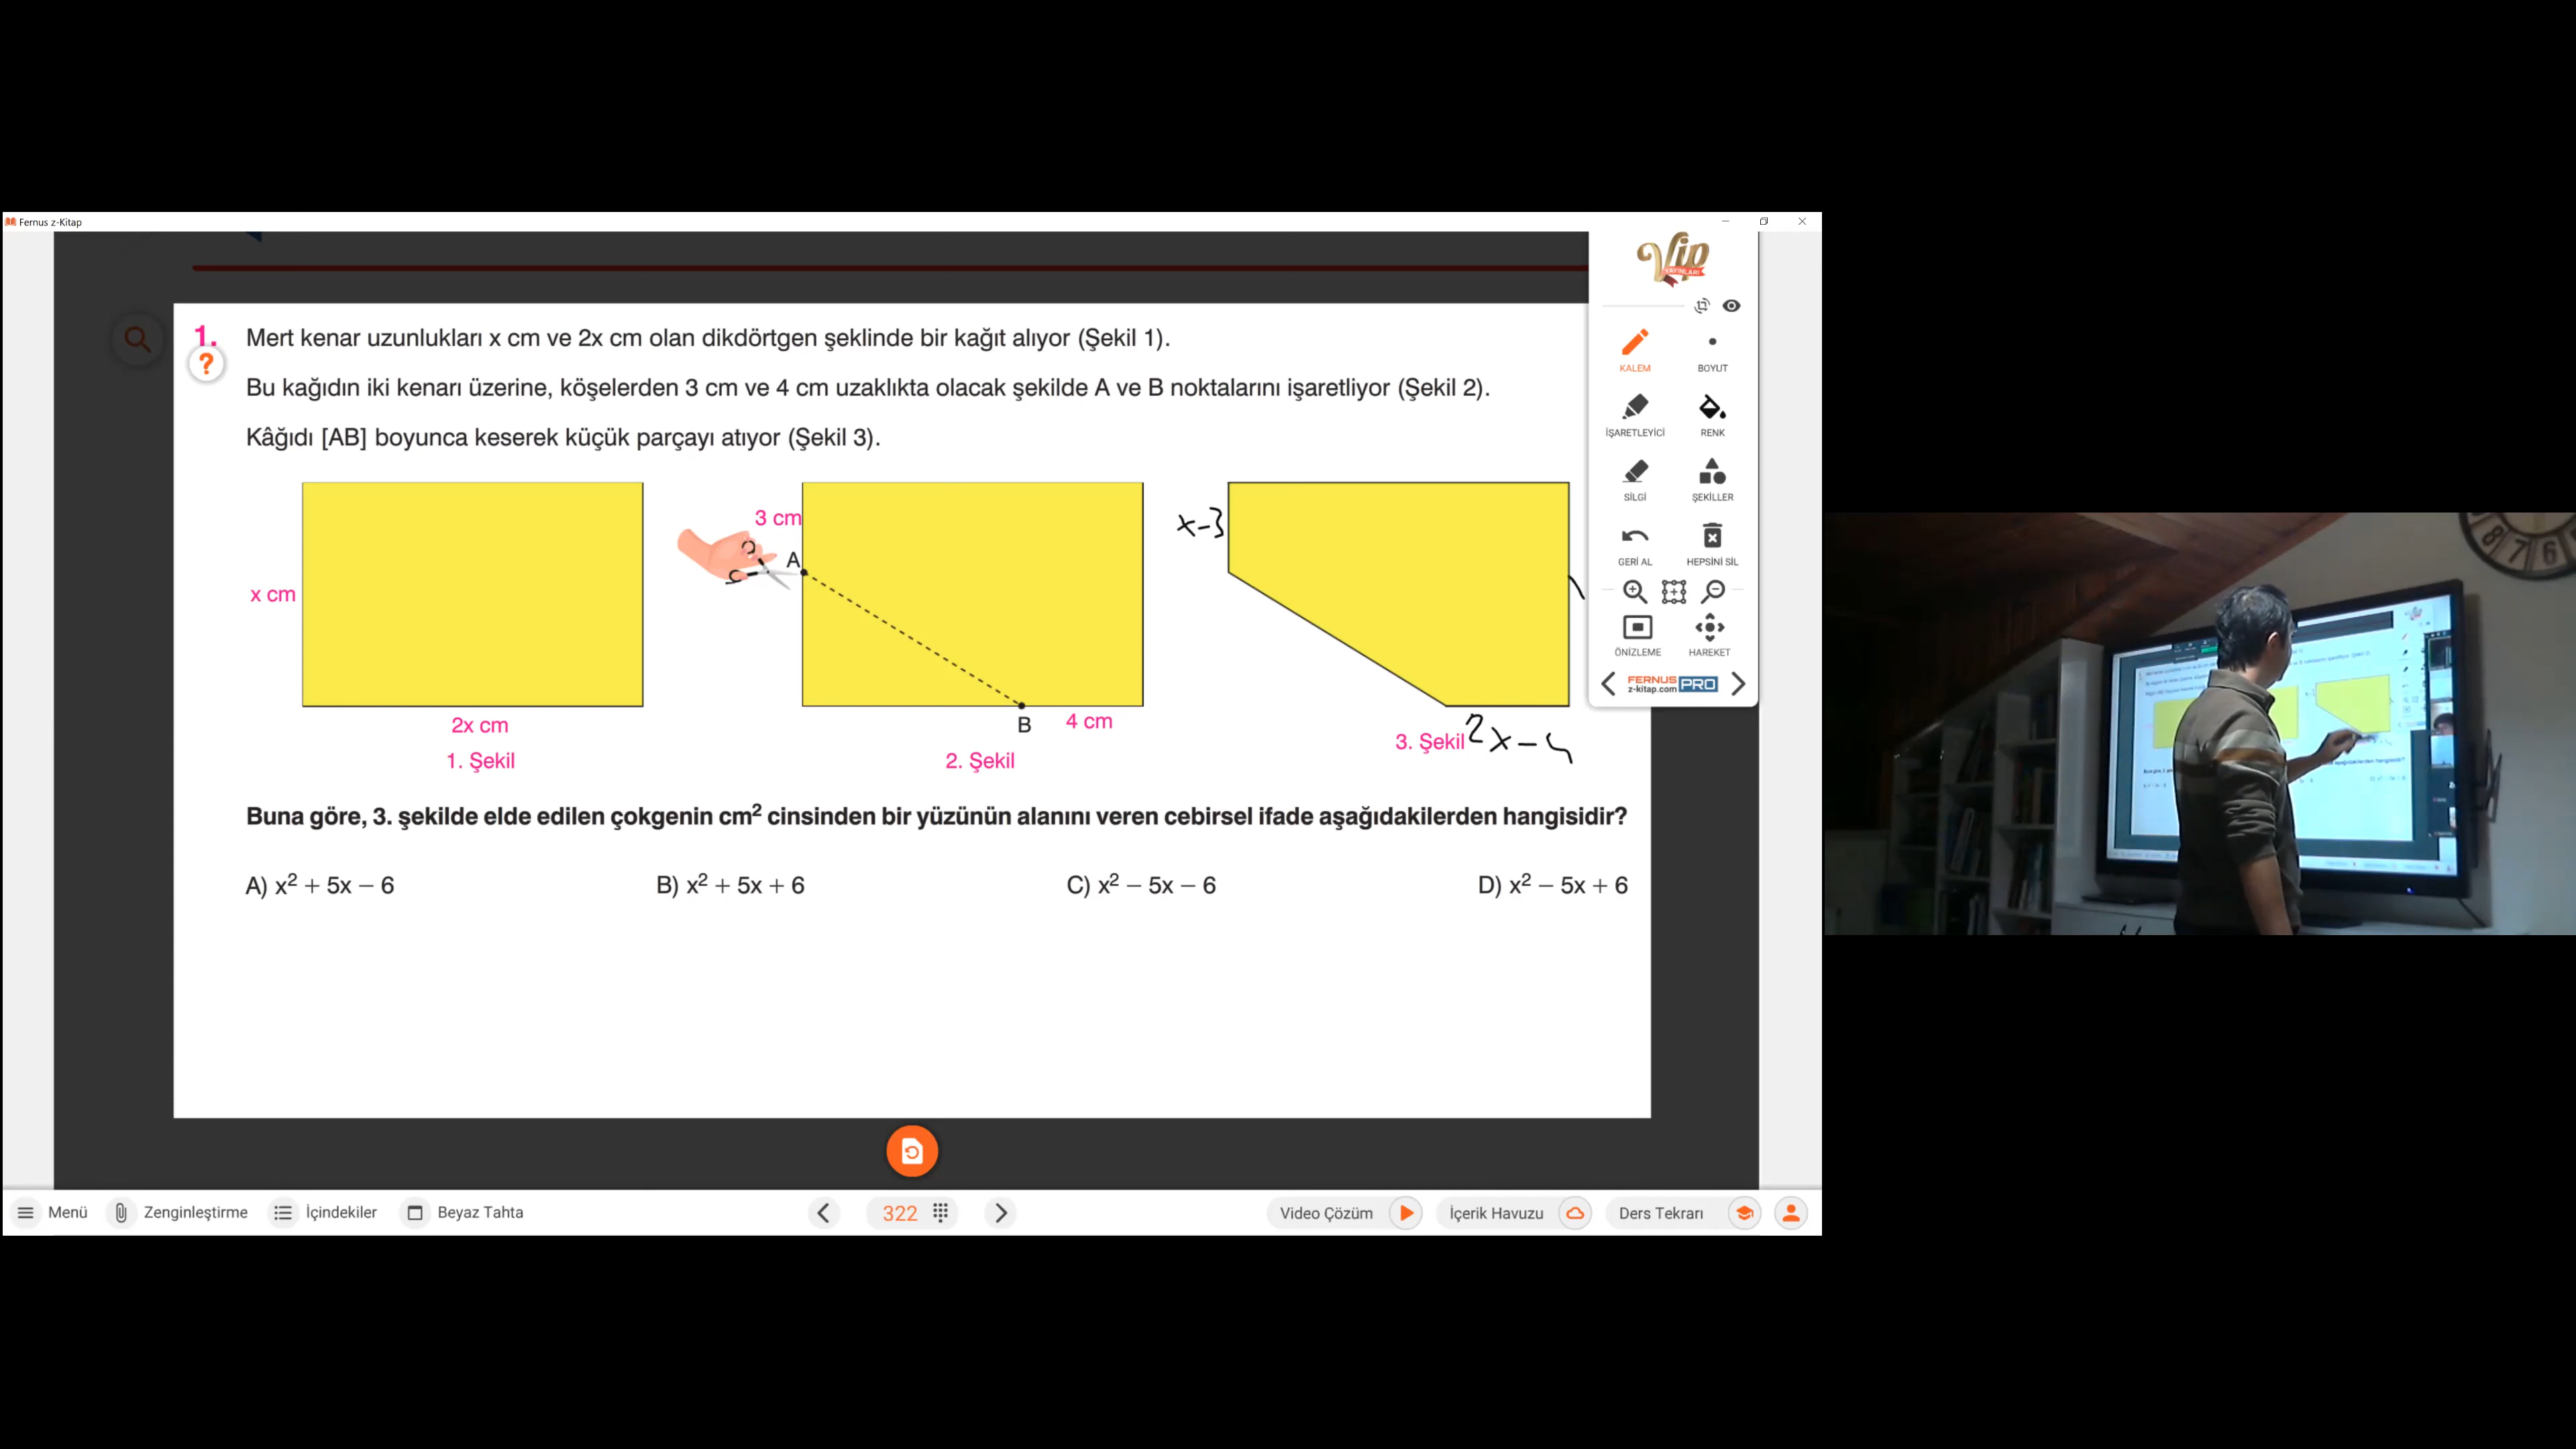 Fernus z-Kitap
Vip
YAYINLARI
1. Mert kenar uzunlukları x cm ve 2x cm olan dikdörtgen şeklinde bir kağıt alıyor (Şekil 1).
?
Bu kağıdın iki kenarı üzerine, köşelerden 3 cm ve 4 cm uzaklıkta olacak şekilde A ve B noktalarını işaretliyor (Şekil 2).
Kâğıdı [AB] boyunca keserek küçük parçayı atıyor (Şekil 3).
x cm
2x cm
1. Şekil
3 cm
A
B
4 cm
2. Şekil
x-3
2x-4
3. Şekil
Buna göre, 3. şekilde elde edilen çokgenin cm² cinsinden bir yüzünün alanını veren cebirsel ifade aşağıdakilerden hangisidir?
A) x² + 5x – 6 B) x² + 5x + 6 C) x² – 5x – 6 D) x² – 5x + 6
KALEM BOYUT
İŞARETLEYİCİ RENK
SİLGİ ŞEKİLLER
GERİ AL HEPSİNİ SİL
ÖNİZLEME HAREKET
FERNUS PRO
z-kitap.com
Menü Zenginleştirme İçindekiler Beyaz Tahta 322 Video Çözüm İçerik Havuzu Ders Tekrarı
8 7 6